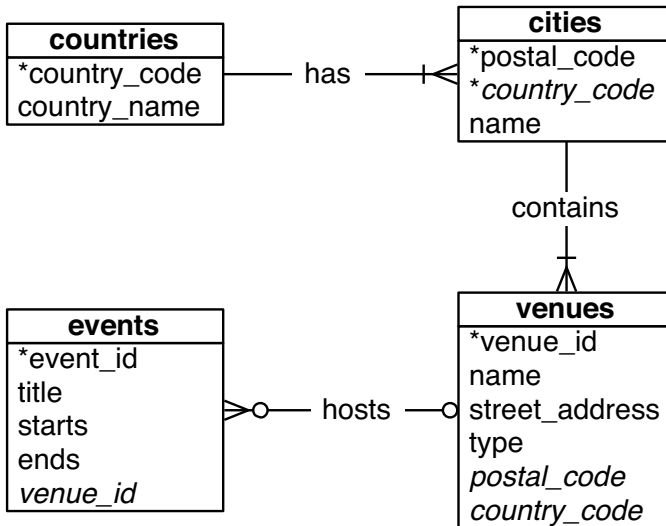 countries
*country_code
country_name
has
cities
*postal_code
*country_code
name
contains
events
*event_id
title
starts
ends
venue_id
hosts
venues
*venue_id
name
street_address
type
postal_code
country_code